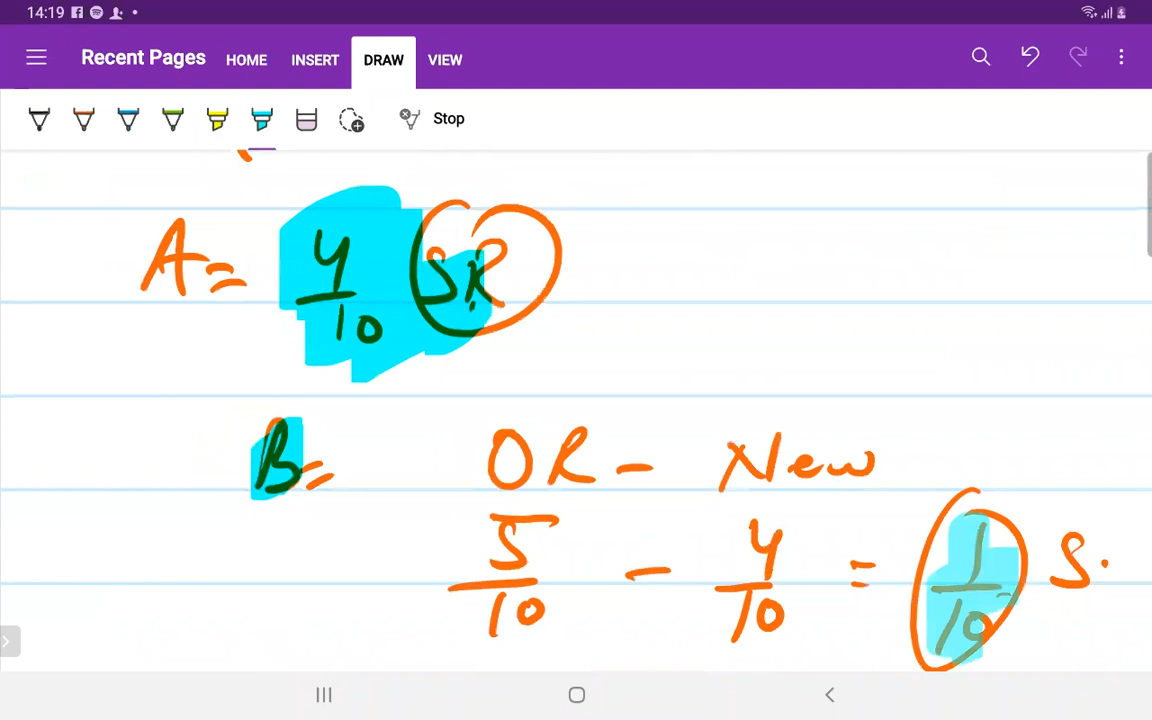 14:19
Recent Pages HOME INSERT DRAW VIEW
Stop
A = 4/10 (SR)
B = OR - New
5/10 - 4/10 = 1/10 S.